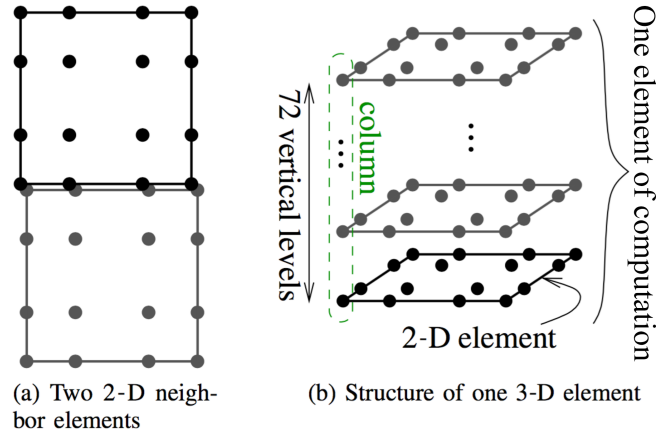 72 vertical levels
column
2-D element
One element of computation
(a) Two 2-D neigh-
bor elements
(b) Structure of one 3-D element